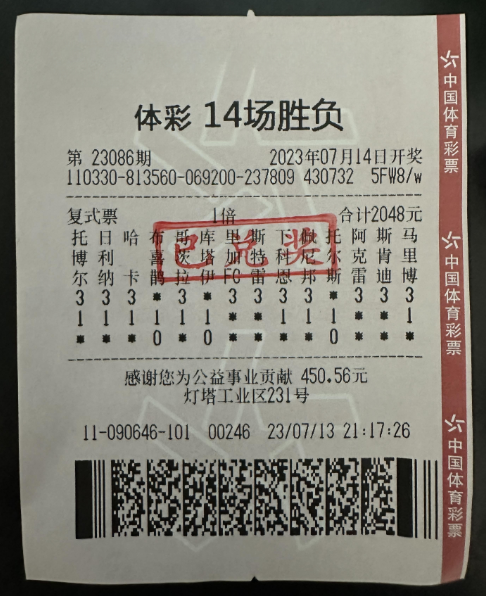 体彩 14场胜负
第 23086期 2023年07月14日开奖
110330-813560-069200-237809 430732 5FW8/w
复式票 1倍 合计2048元
托 日 哈 布 哥 库 里 斯 下 托 阿 斯 马
博 利 喜 茨 塔 加 特 科 尼 尔 克 肯 里
尔 纳 卡 鹊 拉 伊 FC 雷 恩 邦 斯 雷 迪 博
3 3 3 * 3 * 3 3 3 3 3 3 3 3
1 1 * 1 1 1 * * 1 1 * * 1 1
* * * 0 * 0 * * * * 0 * * *
已兑奖
感谢您为公益事业贡献 450.56元
灯塔工业区231号
11-090646-101 00246 23/07/13 21:17:26
中国体育彩票
中国体育彩票
中国体育彩票